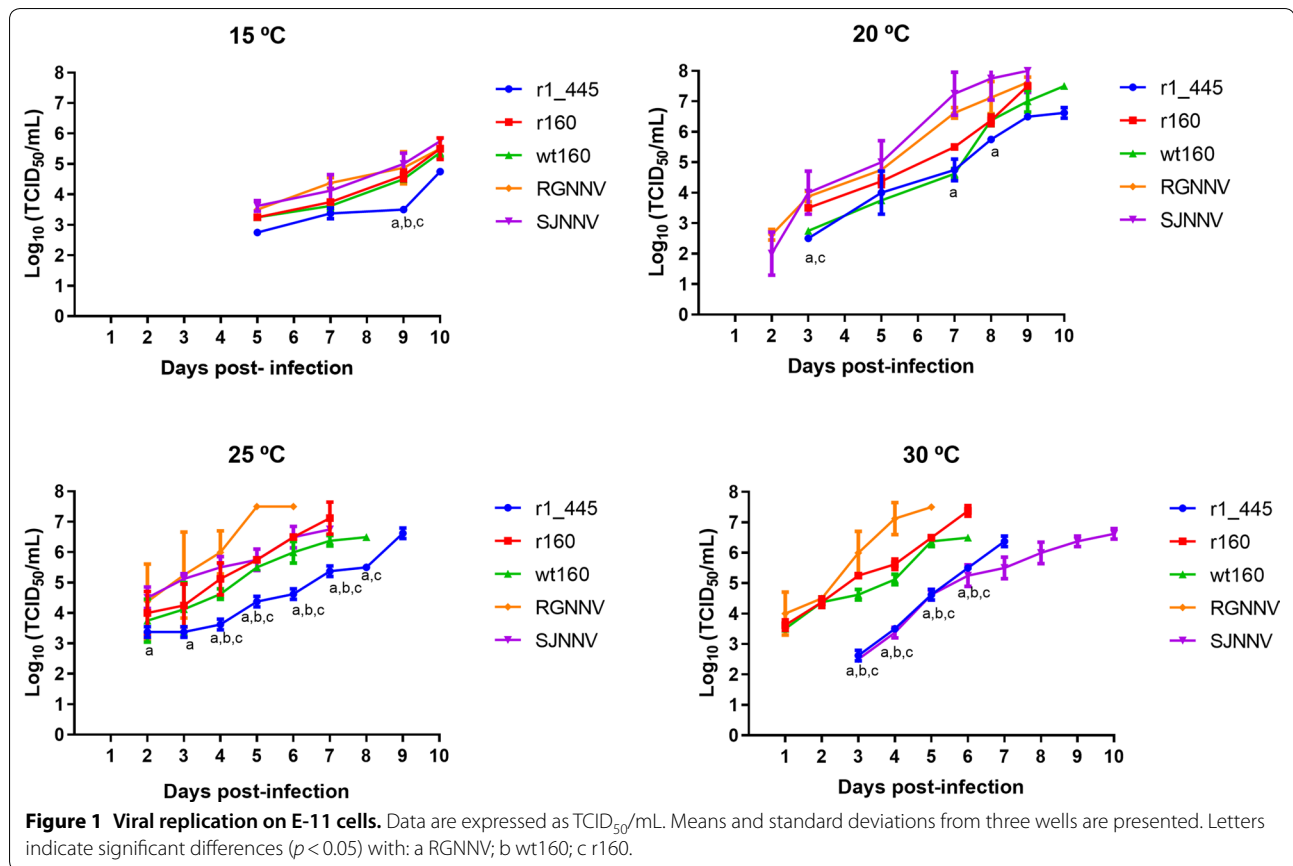 15 ºC
8
7
6
5
4
3
2
1
0
Log10 (TCID50/mL)
1 2 3 4 5 6 7 8 9 10
Days post- infection
a,b,c
r1_445
r160
wt160
RGNNV
SJNNV
20 ºC
8
7
6
5
4
3
2
1
0
Log10 (TCID50/mL)
1 2 3 4 5 6 7 8 9 10
Days post-infection
a,c
a
a
r1_445
r160
wt160
RGNNV
SJNNV
25 ºC
8
7
6
5
4
3
2
1
0
Log10 (TCID50/mL)
1 2 3 4 5 6 7 8 9 10
Days post-infection
a
a
a,b,c
a,b,c
a,b,c
a,b,c
a,c
r1_445
r160
wt160
RGNNV
SJNNV
30 ºC
8
7
6
5
4
3
2
1
0
Log10 (TCID50/mL)
1 2 3 4 5 6 7 8 9 10
Days post-infection
a,b,c
a,b,c
a,b,c
a,b,c
r1_445
r160
wt160
RGNNV
SJNNV
Figure 1 Viral replication on E-11 cells. Data are expressed as TCID50/mL. Means and standard deviations from three wells are presented. Letters
indicate significant differences (p < 0.05) with: a RGNNV; b wt160; c r160.